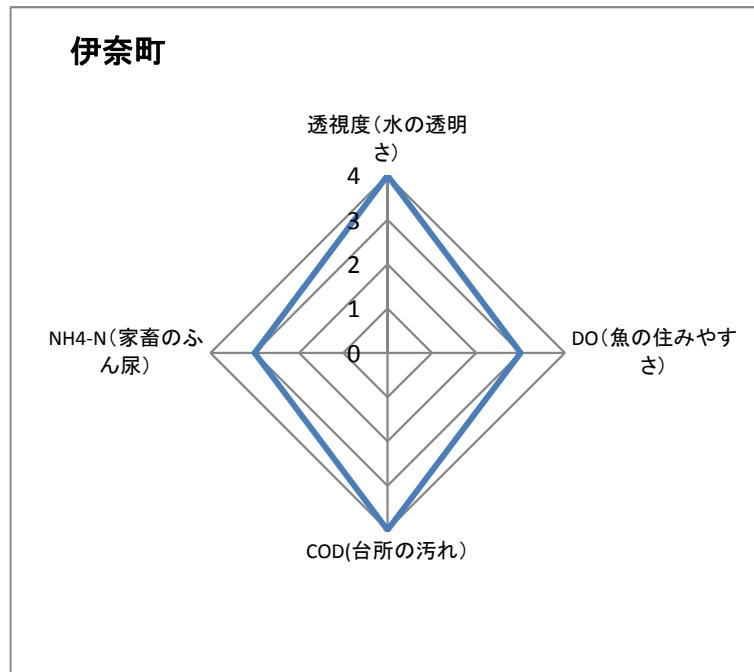 伊奈町
透視度（水の透明
さ）
4
3
2
1
0
NH4-N（家畜のふ
ん尿）
DO（魚の住みやす
さ）
COD(台所の汚れ）